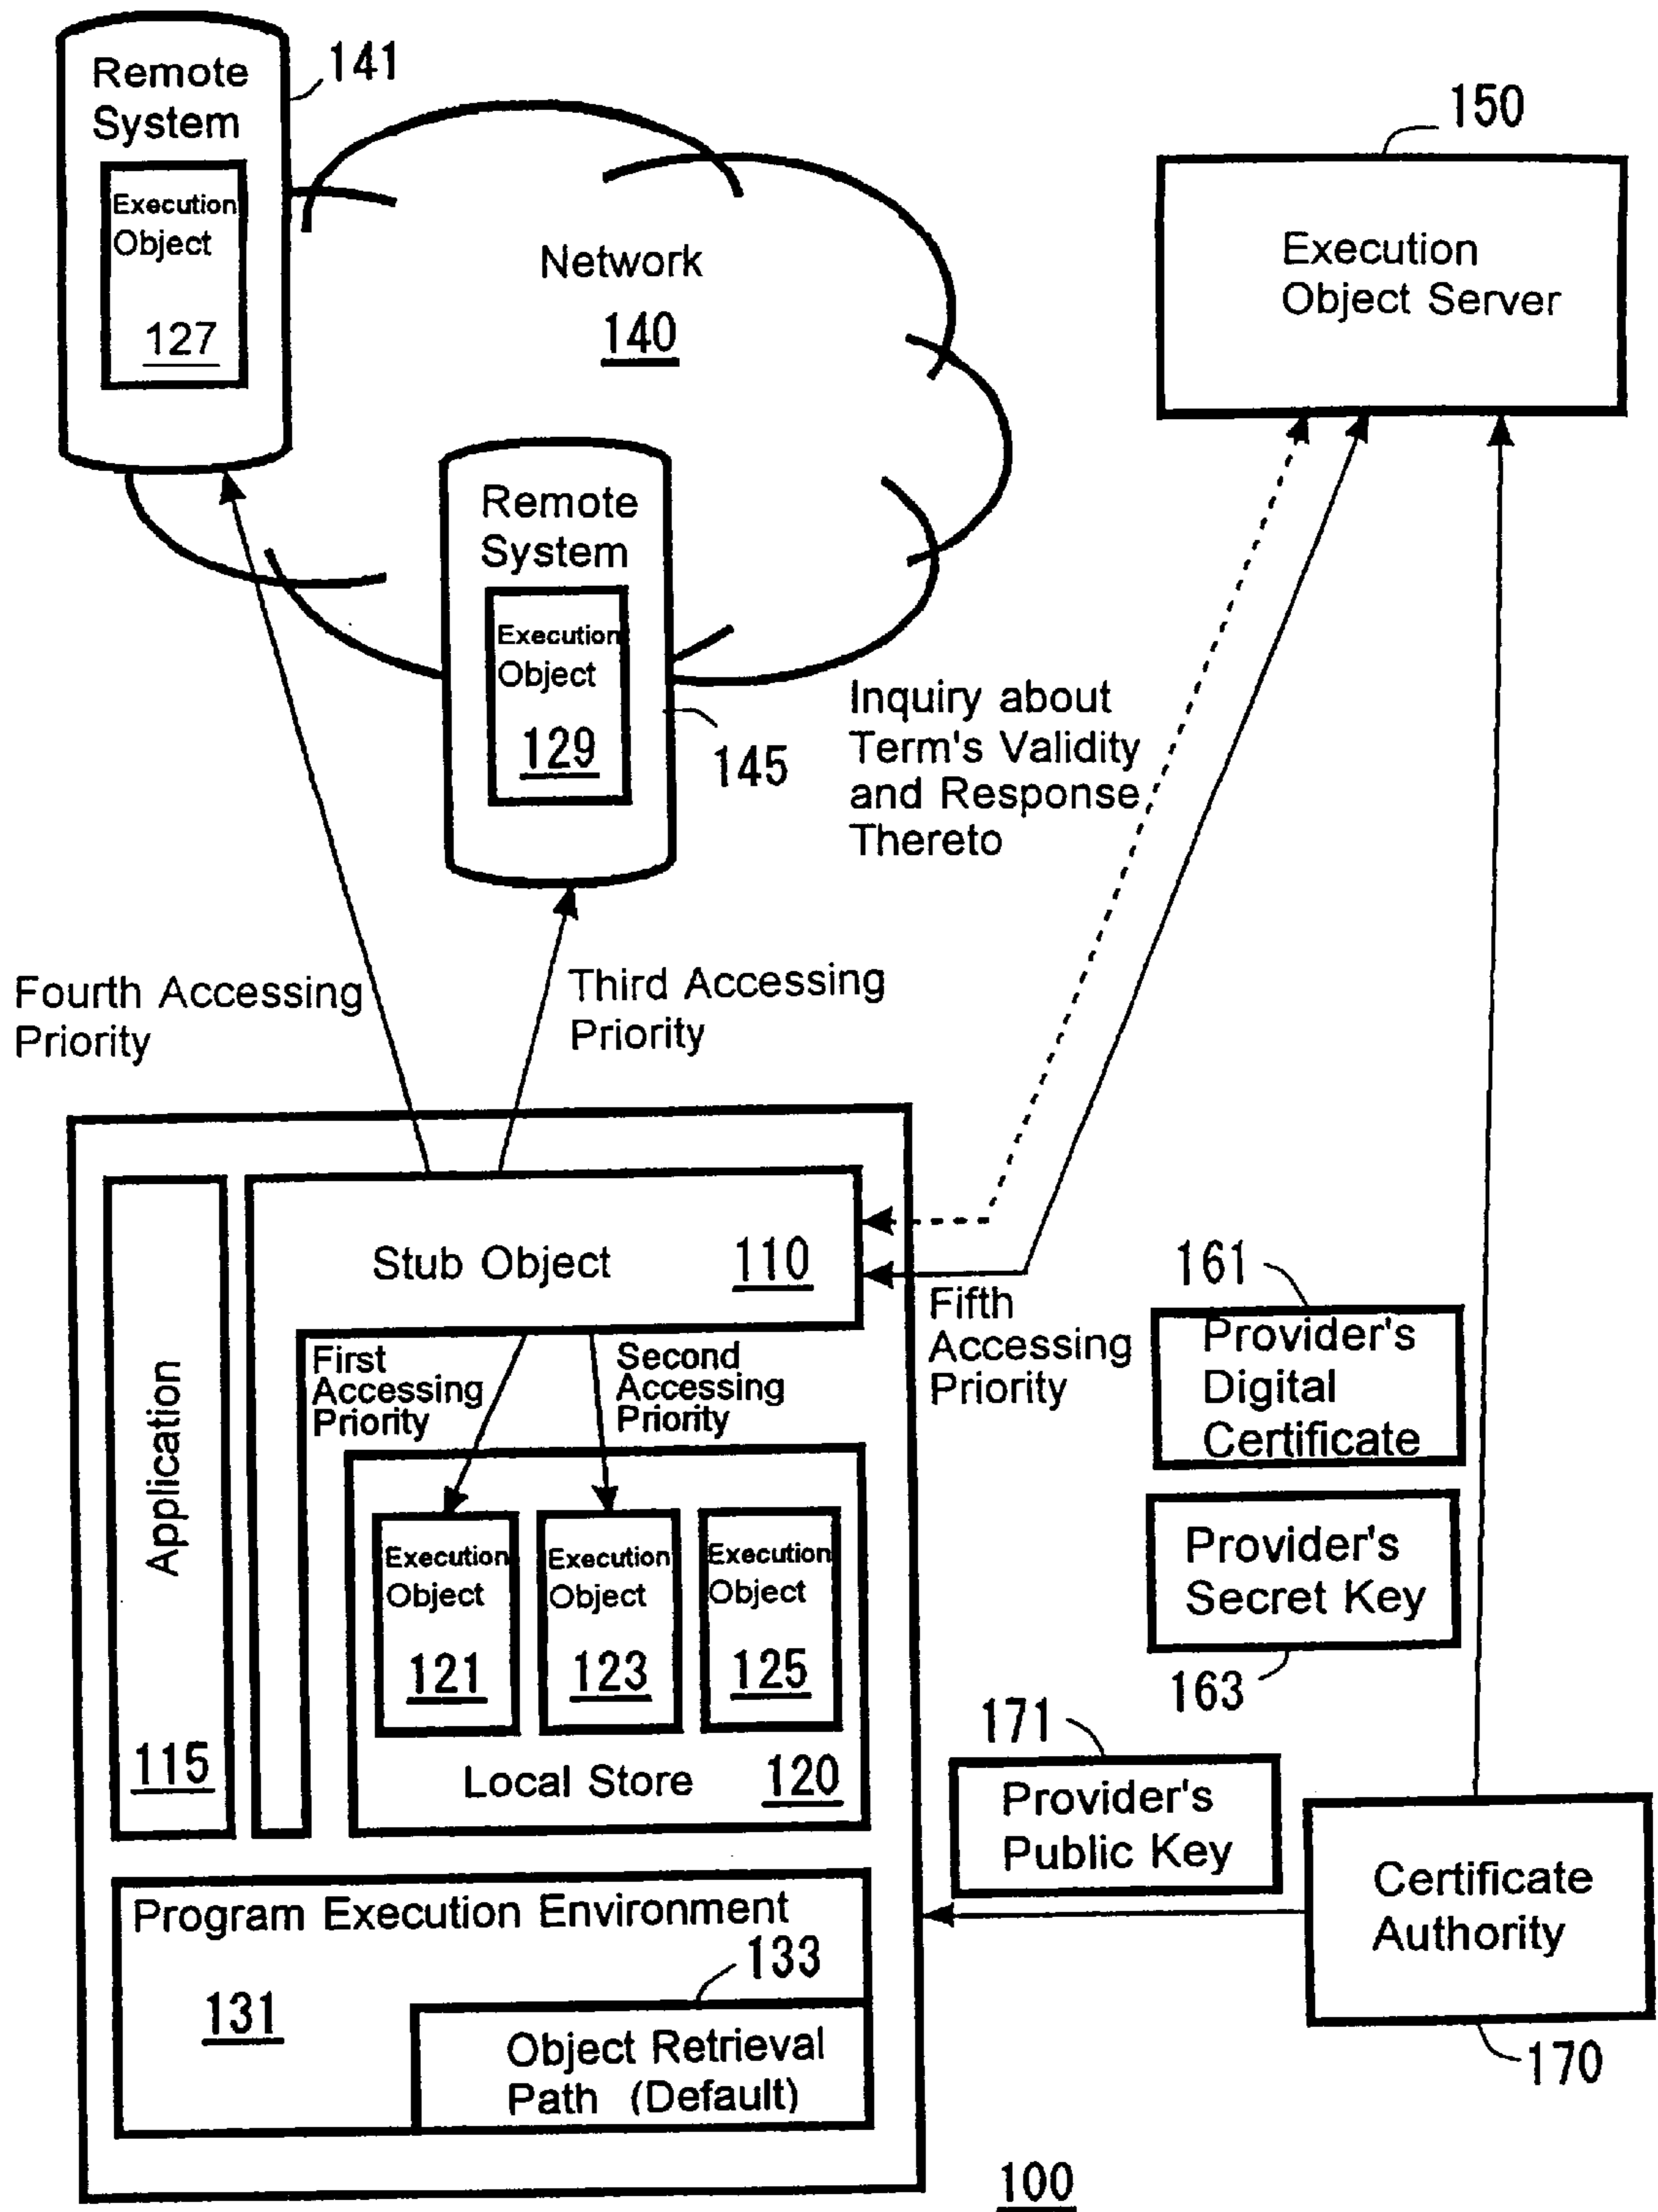 Remote
System
141
Execution
Object
127
Network
140
150
Execution
Object Server
Remote
System
Execution
Object
129
145
Inquiry about
Term's Validity
and Response
Thereto
Fourth Accessing
Priority
Third Accessing
Priority
Stub Object
110
Fifth
Accessing
Priority
First
Accessing
Priority
Second
Accessing
Priority
Application
115
Execution
Object
121
Execution
Object
123
Execution
Object
125
Local Store
120
161
Provider's
Digital
Certificate
Provider's
Secret Key
163
171
Provider's
Public Key
Certificate
Authority
170
Program Execution Environment
131
133
Object Retrieval
Path (Default)
100